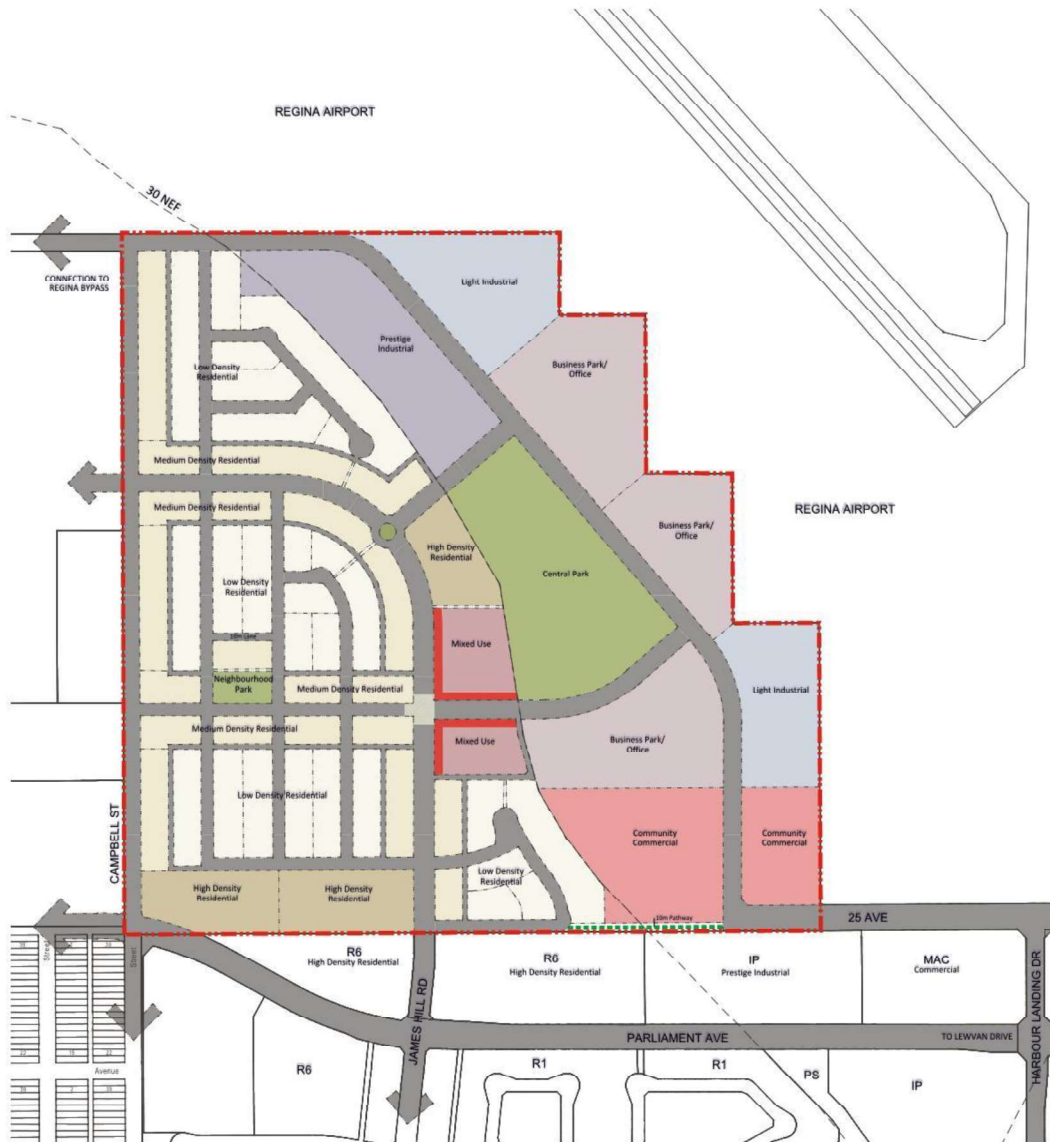 REGINA AIRPORT
30 NEF
CONNECTION TO
REGINA BYPASS
Light Industrial
Prestige
Industrial
Business Park/
Office
Low Density
Residential
Medium Density Residential
Medium Density Residential
REGINA AIRPORT
Business Park/
Office
High Density
Residential
Central Park
Low Density
Residential
Mixed Use
Neighbourhood
Park
Medium Density Residential
Light Industrial
Medium Density Residential
Mixed Use
Business Park/
Office
Low Density Residential
CAMPBELL ST
Community
Commercial
Community
Commercial
Low Density
Residential
High Density
Residential
High Density
Residential
10m Pathway
25 AVE
Street
Street
R6
High Density Residential
R6
High Density Residential
IP
Prestige Industrial
MAC
Commercial
JAMES HILL RD
PARLIAMENT AVE
TO LEWVAN DRIVE
HARBOUR LANDING DR
Avenue
R6
R1
R1
PS
IP